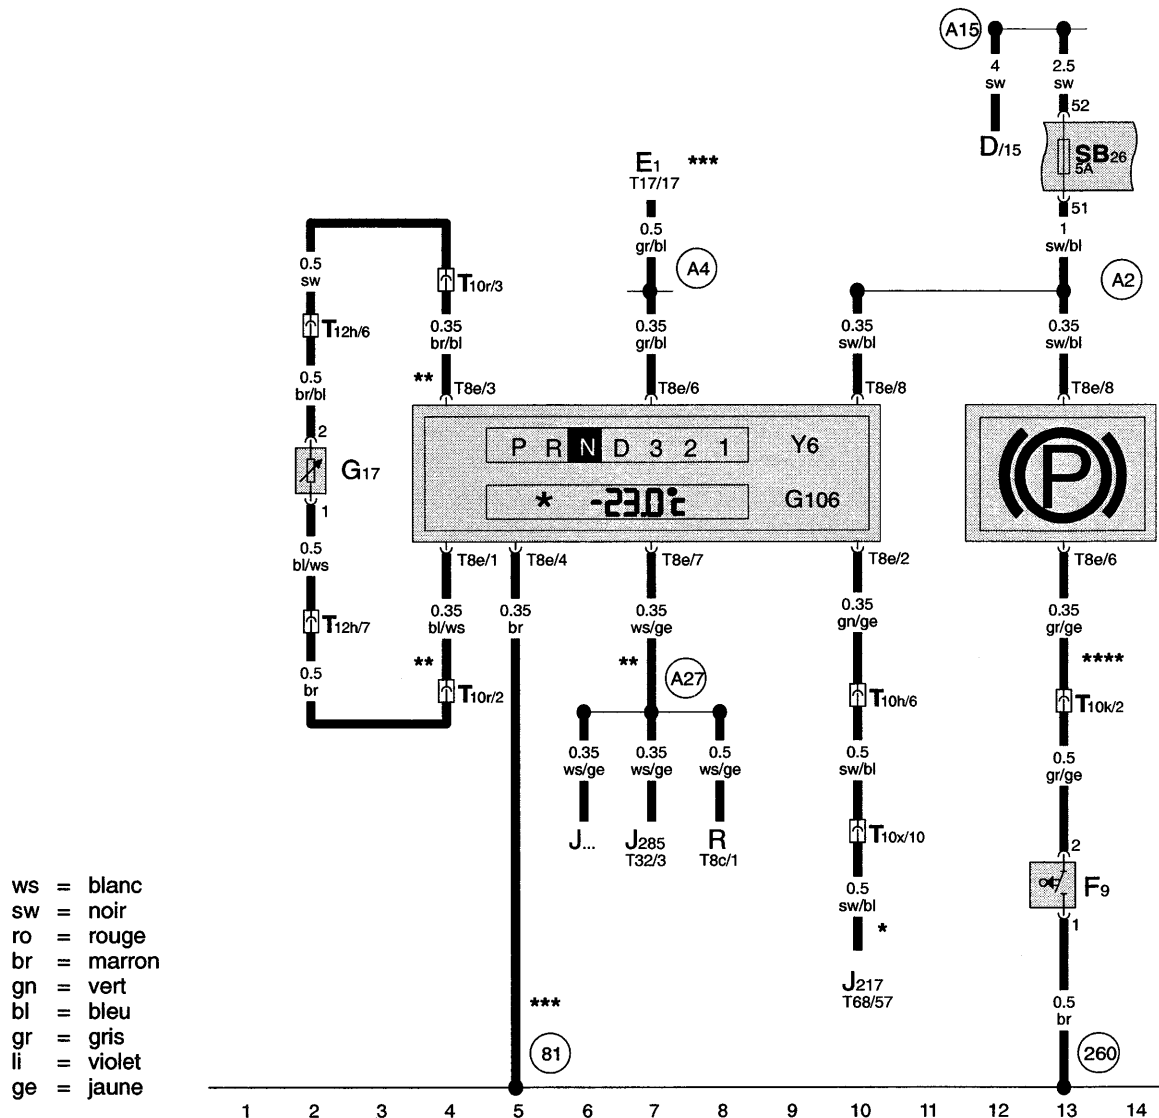 A15
4
sw
2.5
sw
52
D/15
SB26
5A
51
1
sw/bl
E1 ***
T17/17
0.5
gr/bl
A4
A2
0.5
sw
T10r/3
T12h/6
0.35
br/bl
0.35
gr/bl
0.35
sw/bl
0.35
sw/bl
0.5
br/bl
** T8e/3
T8e/6
T8e/8
T8e/8
2
G17
1
P R N D 3 2 1
Y6
* -23.0°c
G106
P
0.5
bl/ws
T8e/1
T8e/4
T8e/7
T8e/2
T8e/6
0.35
bl/ws
0.35
br
0.35
ws/ge
0.35
gn/ge
0.35
gr/ge
T12h/7
**
**
****
0.5
br
T10r/2
A27
T10h/6
T10k/2
0.35
ws/ge
0.35
ws/ge
0.5
ws/ge
0.5
sw/bl
0.5
gr/ge
J...
J285
T32/3
R
T8c/1
T10x/10
2
F9
1
0.5
sw/bl
*
J217
T68/57
***
81
0.5
br
260
ws = blanc
sw = noir
ro = rouge
br = marron
gn = vert
bl = bleu
gr = gris
li = violet
ge = jaune
1 2 3 4 5 6 7 8 9 10 11 12 13 14